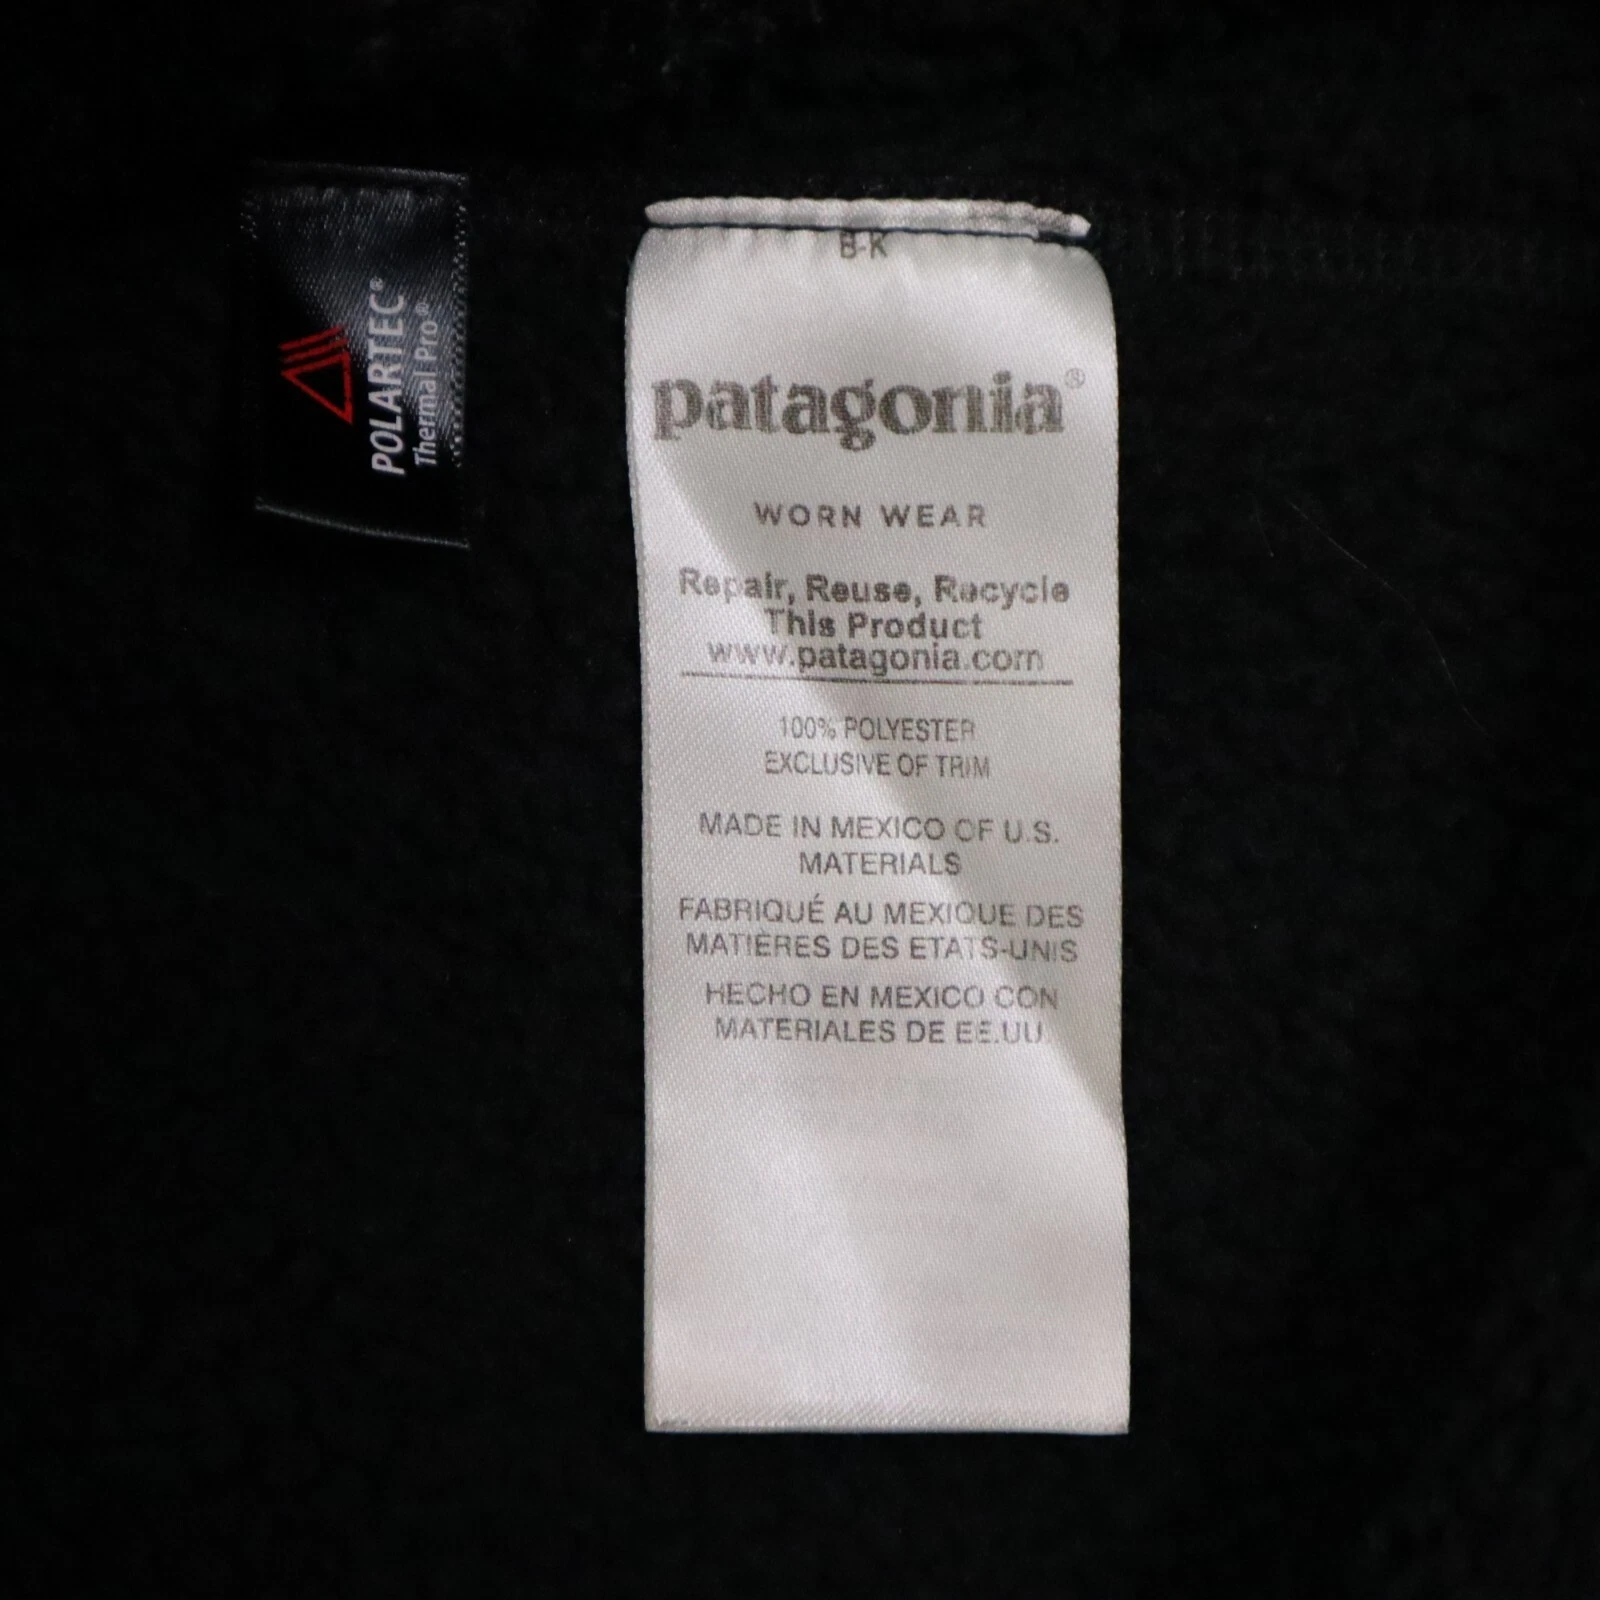 POLARTEC®
Thermal Pro®
B-K
patagonia®
WORN WEAR
Repair, Reuse, Recycle
This Product
www.patagonia.com
100% POLYESTER
EXCLUSIVE OF TRIM
MADE IN MEXICO OF U.S.
MATERIALS
FABRIQUÉ AU MEXIQUE DES
MATIÈRES DES ETATS-UNIS
HECHO EN MEXICO CON
MATERIALES DE EE.UU.